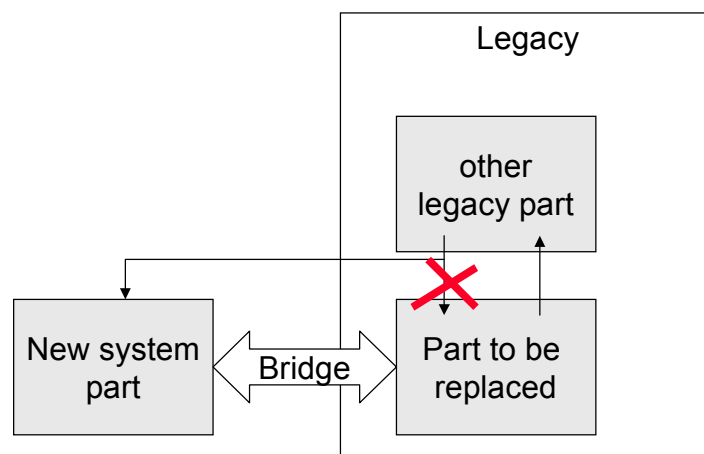 Legacy
other
legacy part
New system
part
Bridge
Part to be
replaced